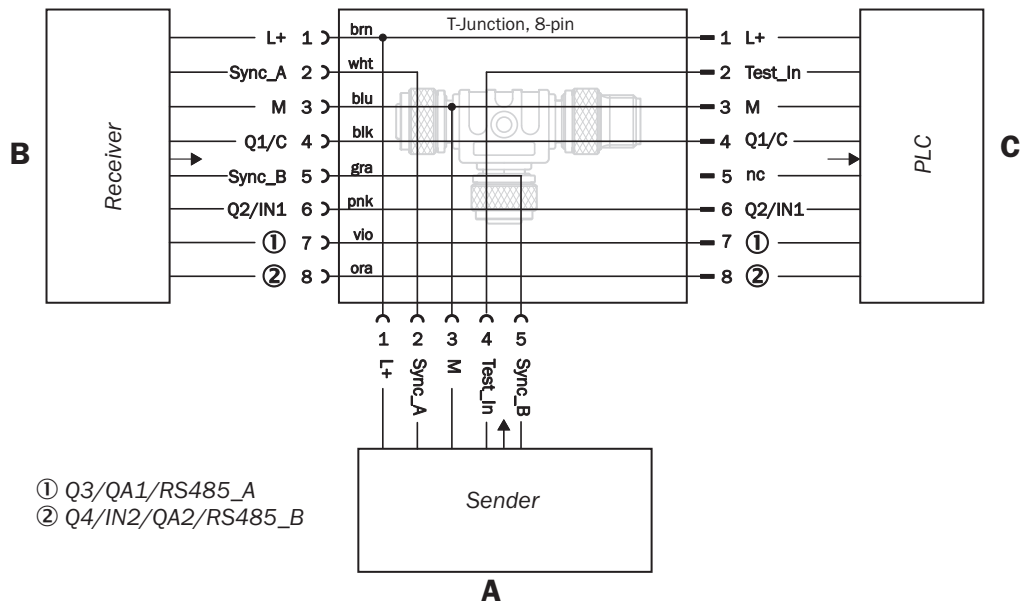 T-Junction, 8-pin
L+ 1 brn 1 L+
Sync_A 2 wht 2 Test_In
M 3 blu 3 M
Q1/C 4 blk 4 Q1/C
B Receiver PLC C
Sync_B 5 gra 5 nc
Q2/IN1 6 pnk 6 Q2/IN1
① 7 vio 7 ①
② 8 ora 8 ②
1 2 3 4 5
L+ Sync_A M Test_In Sync_B
① Q3/QA1/RS485_A
② Q4/IN2/QA2/RS485_B
Sender
A